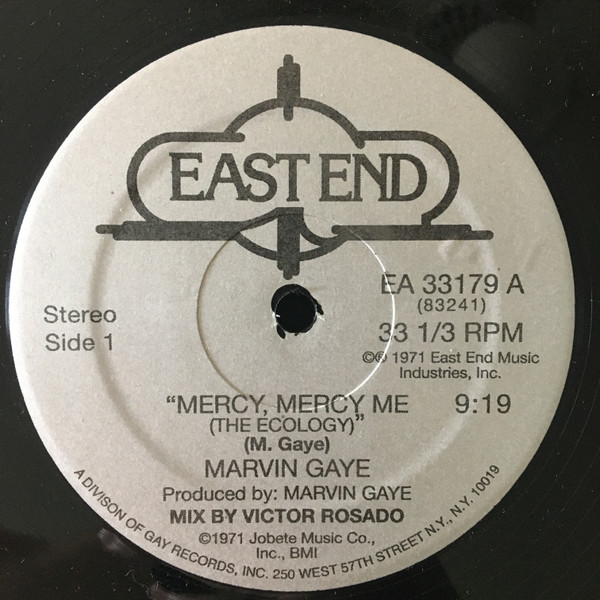 EAST END
EA 33179 A
(83241)
Stereo
Side 1
33 1/3 RPM
©℗ 1971 East End Music
Industries, Inc.
"MERCY, MERCY ME 9:19
(THE ECOLOGY)"
(M. Gaye)
MARVIN GAYE
Produced by: MARVIN GAYE
MIX BY VICTOR ROSADO
©1971 Jobete Music Co.,
Inc., BMI
A DIVISON OF GAY RECORDS, INC. 250 WEST 57TH STREET N.Y., N.Y. 10019